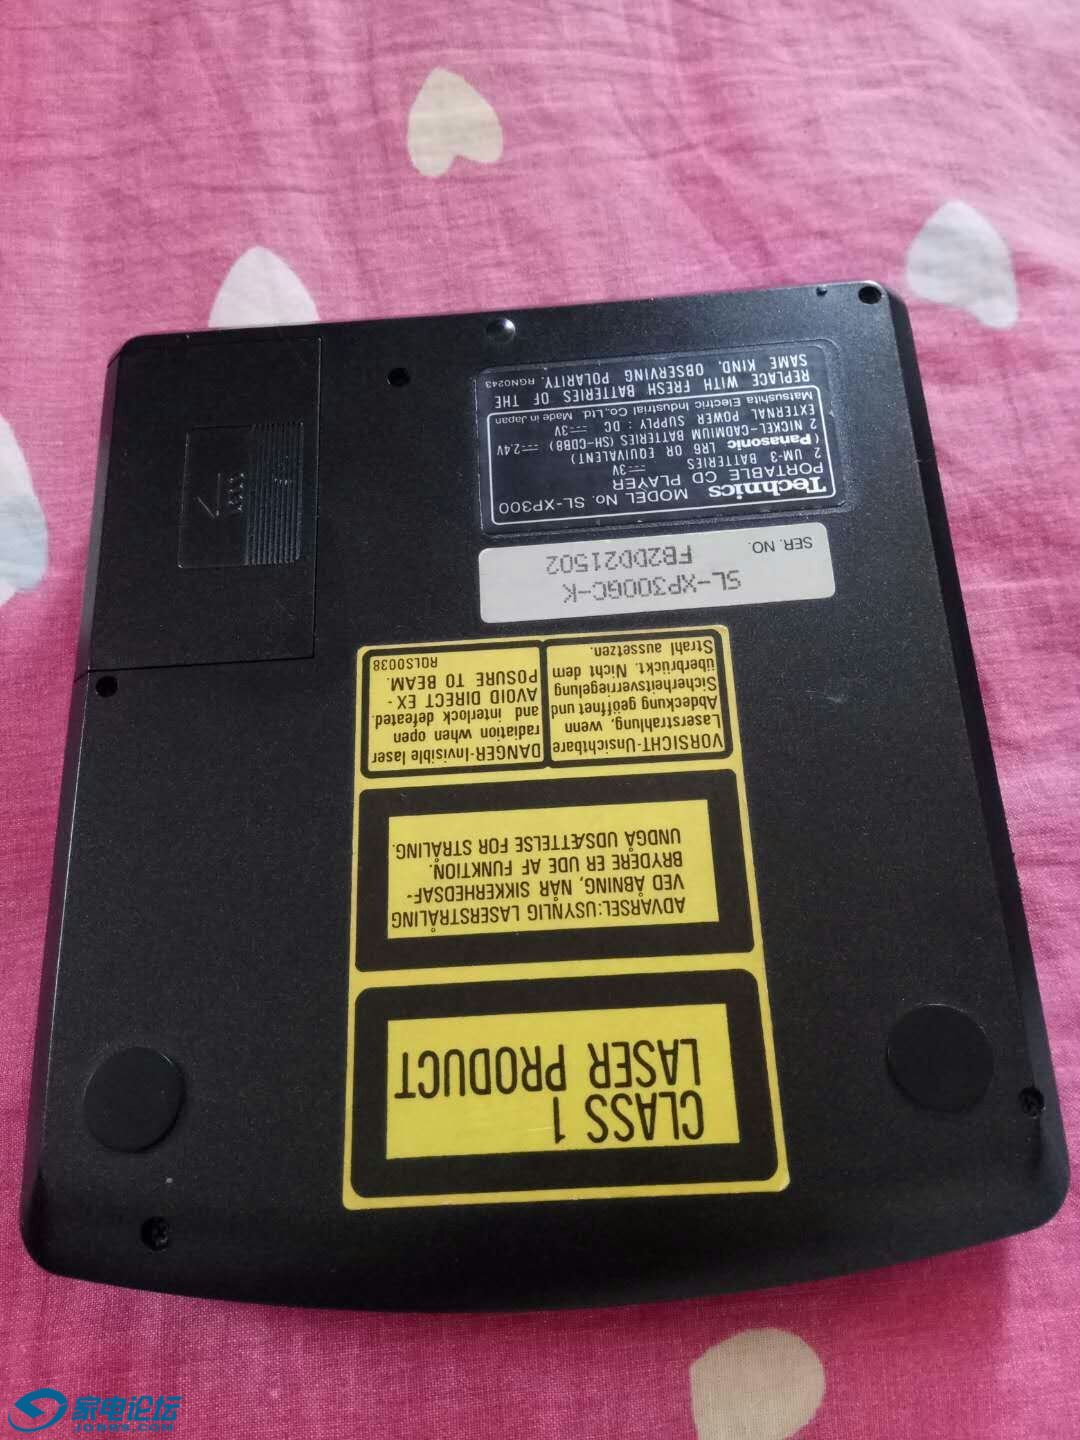 Technics
PORTABLE CD PLAYER
MODEL No. SL-XP300
2 UM-3 BATTERIES ⎓3V
(Panasonic LR6 OR EQUIVALENT)
2 NICKEL-CADMIUM BATTERIES (SH-CDB8) ⎓2.4V
EXTERNAL POWER SUPPLY : DC ⎓3V
Matsushita Electric Industrial Co., Ltd. Made in Japan
REPLACE WITH FRESH BATTERIES OF THE
SAME KIND, OBSERVING POLARITY. RGN0243
SER. NO.
SL-XP300GC-K
FB2DD21502
CLASS 1
LASER PRODUCT
ADVARSEL:USYNLIG LASERSTRÅLING
VED ÅBNING, NÅR SIKKERHEDSAF-
BRYDERE ER UDE AF FUNKTION.
UNDGÅ UDSÆTTELSE FOR STRÅLING.
VORSICHT-Unsichtbare
Laserstrahlung, wenn
Abdeckung geöffnet und
Sicherheitsverriegelung
überbrückt. Nicht dem
Strahl aussetzen.
DANGER-Invisible laser
radiation when open
and interlock defeated.
AVOID DIRECT EX-
POSURE TO BEAM.
RQLS0038
家电论坛
JDBBS.COM